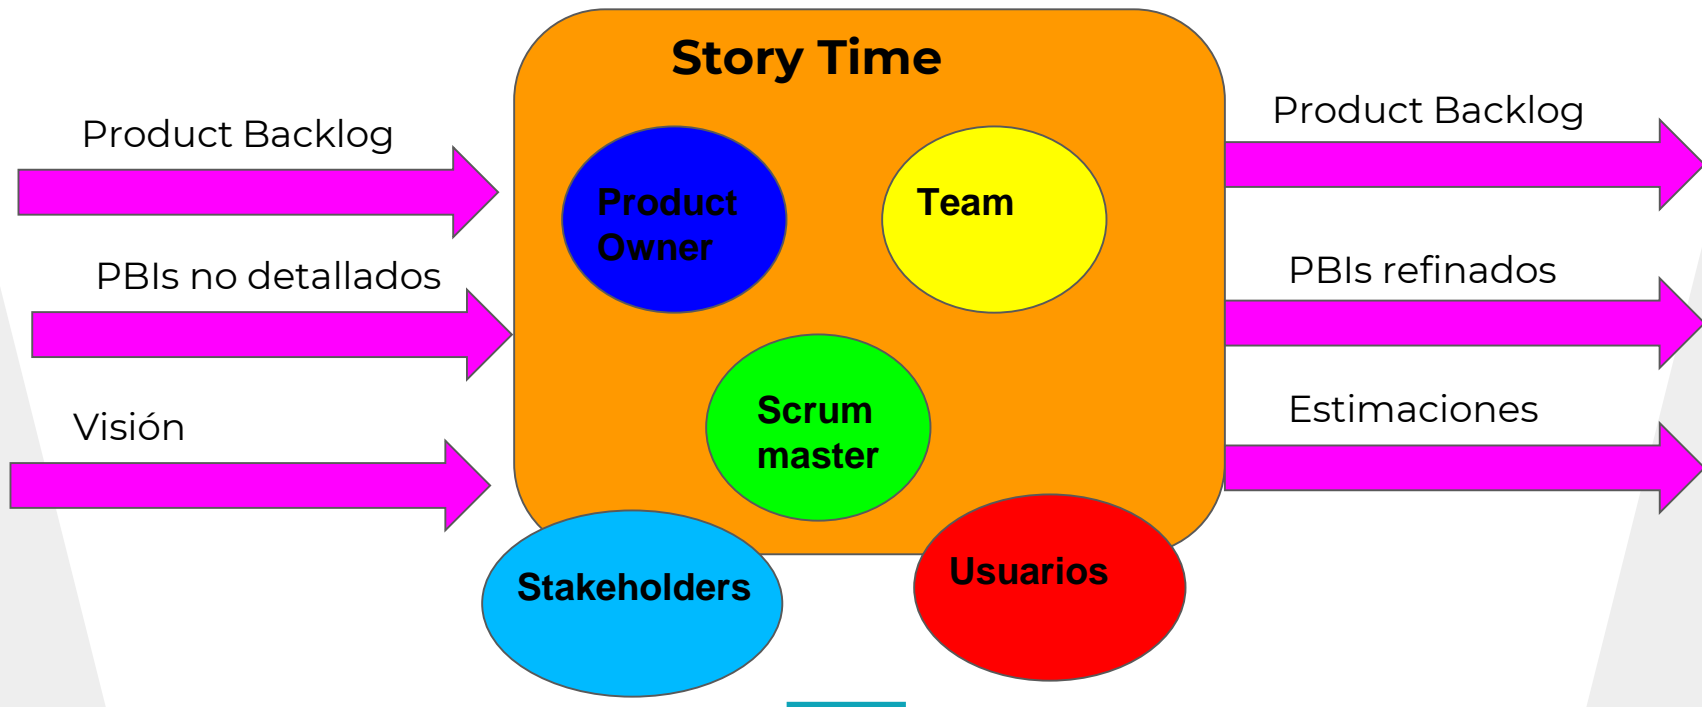 Story Time
Product Backlog
PBIs no detallados
Visión
Product
Owner
Team
Scrum
master
Stakeholders
Usuarios
Product Backlog
PBIs refinados
Estimaciones